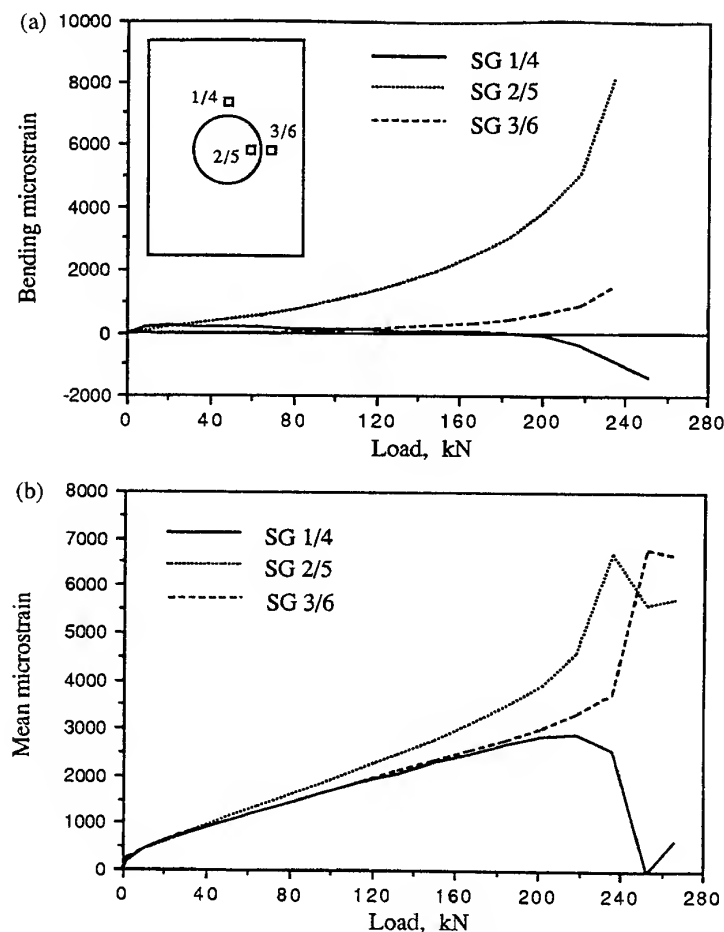 (a)
10000
8000
6000
4000
2000
0
-2000
Bending microstrain
1/4
3/6
2/5
SG 1/4
SG 2/5
SG 3/6
0 40 80 120 160 200 240 280
Load, kN
(b)
8000
7000
6000
5000
4000
3000
2000
1000
0
Mean microstrain
SG 1/4
SG 2/5
SG 3/6
0 40 80 120 160 200 240 280
Load, kN